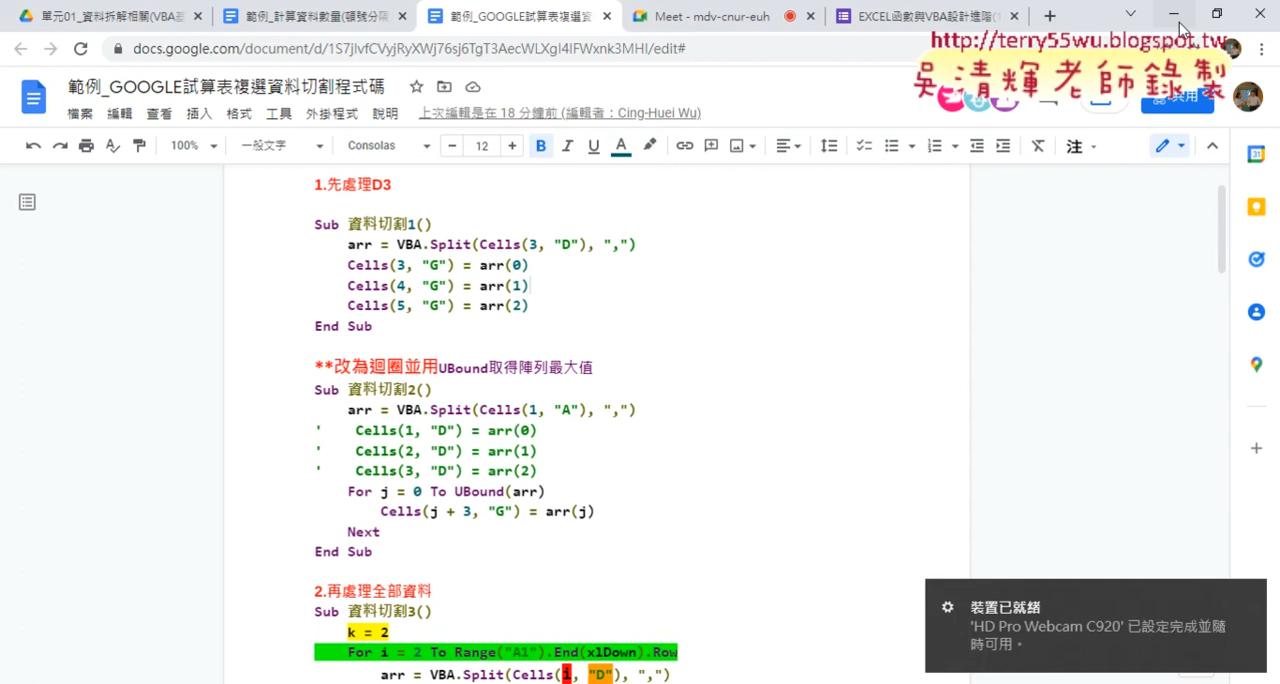 單元01_資料拆解相關(VBA基
範例_計算資料數量(頓號分隔
範例_GOOGLE試算表複選資
Meet - mdv-cnur-euh
EXCEL函數與VBA設計進階(1
docs.google.com/document/d/1S7jIvfCVyjRyXWj76sj6TgT3AecWLXgI4IFWxnk3MHI/edit#
http://terry55wu.blogspot.tw
吳清輝老師錄製
範例_GOOGLE試算表複選資料切割程式碼
共用
檔案 編輯 查看 插入 格式 工具 外掛程式 說明 上次編輯是在 18 分鐘前 (編輯者：Cing-Huei Wu)
100% 一般文字 Consolas - 12 + B I U A 注
1.先處理D3
Sub 資料切割1()
arr = VBA.Split(Cells(3, "D"), ",")
Cells(3, "G") = arr(0)
Cells(4, "G") = arr(1)
Cells(5, "G") = arr(2)
End Sub
**改為迴圈並用UBound取得陣列最大值
Sub 資料切割2()
arr = VBA.Split(Cells(1, "A"), ",")
' Cells(1, "D") = arr(0)
' Cells(2, "D") = arr(1)
' Cells(3, "D") = arr(2)
For j = 0 To UBound(arr)
Cells(j + 3, "G") = arr(j)
Next
End Sub
2.再處理全部資料
Sub 資料切割3()
k = 2
For i = 2 To Range("A1").End(xlDown).Row
arr = VBA.Split(Cells(i, "D"), ",")
裝置已就緒
'HD Pro Webcam C920' 已設定完成並隨
時可用。